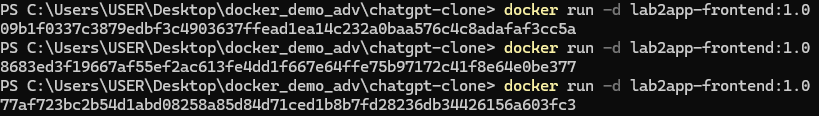 PS C:\Users\USER\Desktop\docker_demo_adv\chatgpt-clone> docker run -d lab2app-frontend:1.0
09b1f0337c3879edbf3c4903637ffead1ea14c232a0baa576c4c8adafaf3cc5a
PS C:\Users\USER\Desktop\docker_demo_adv\chatgpt-clone> docker run -d lab2app-frontend:1.0
8683ed3f19667af55ef2ac613fe4dd1f667e64ffe75b97172c41f8e64e0be377
PS C:\Users\USER\Desktop\docker_demo_adv\chatgpt-clone> docker run -d lab2app-frontend:1.0
77af723bc2b54d1abd08258a85d84d71ced1b8b7fd28236db34426156a603fc3